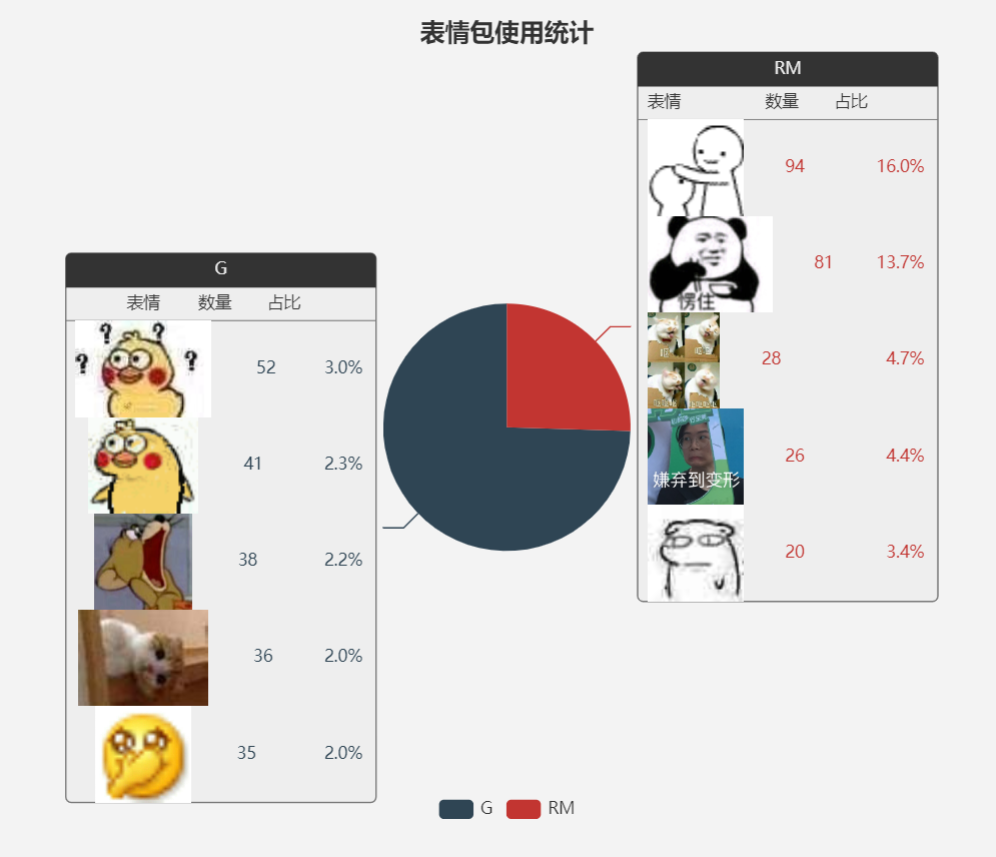 表情包使用统计
RM
表情 数量 占比
94 16.0%
81 13.7%
愣住
28 4.7%
26 4.4%
嫌弃到变形
20 3.4%
G
表情 数量 占比
? ? ? ?
52 3.0%
41 2.3%
38 2.2%
36 2.0%
35 2.0%
G RM